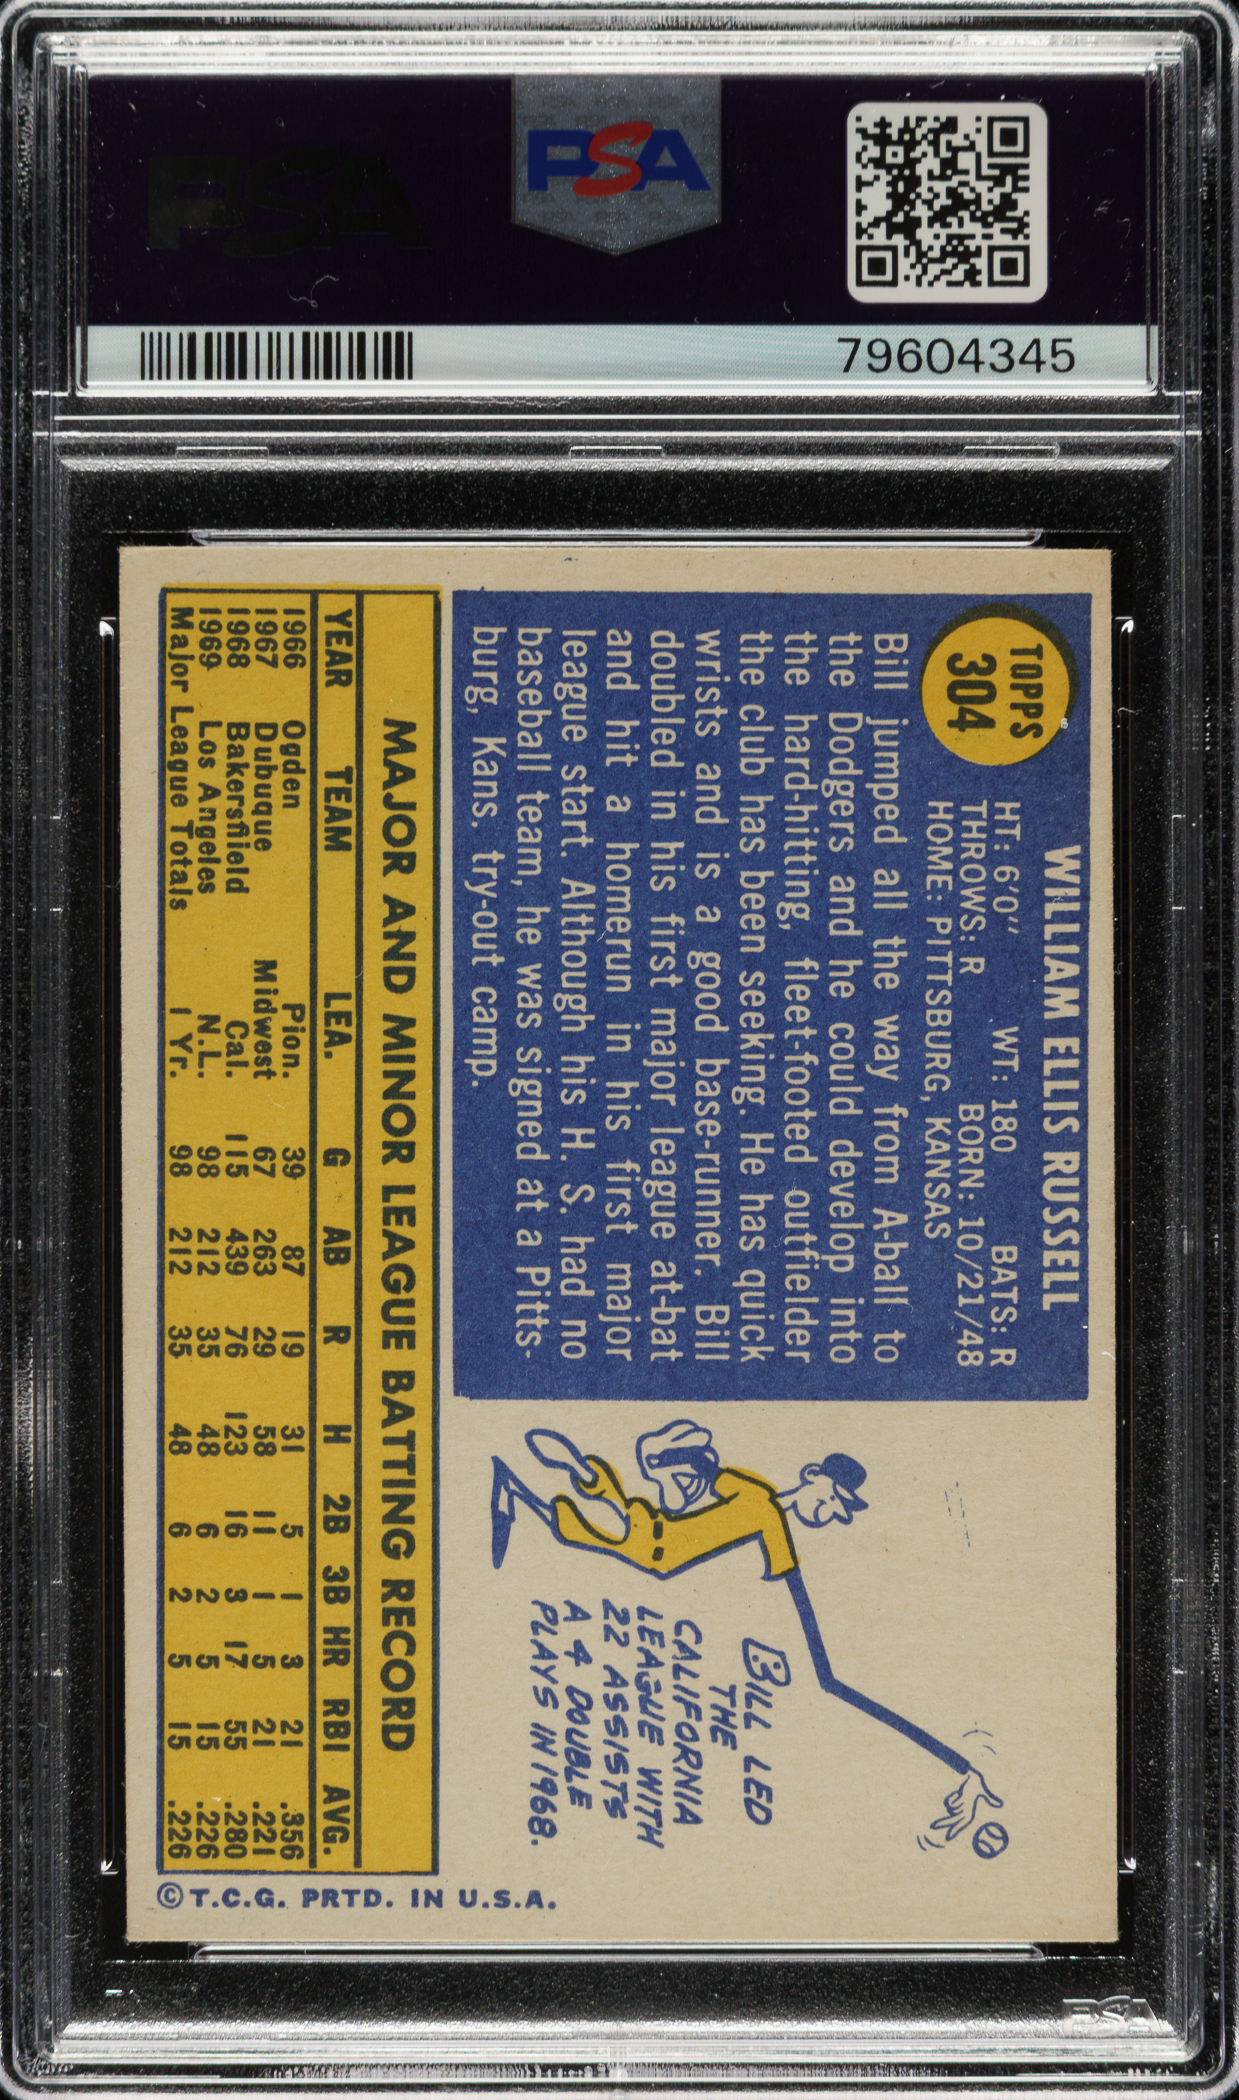 PSA
PSA
79604345
TOPPS
304
WILLIAM ELLIS RUSSELL
HT: 6'0" WT: 180 BATS: R
THROWS: R BORN: 10/21/48
HOME: PITTSBURG, KANSAS
Bill jumped all the way from A-ball to
the Dodgers and he could develop into
the hard-hitting, fleet-footed outfielder
the club has been seeking. He has quick
wrists and is a good base-runner. Bill
doubled in his first major league at-bat
and hit a homerun in his first major
league start. Although his H. S. had no
baseball team, he was signed at a Pitts-
burg, Kans. try-out camp.
BILL LED
THE
CALIFORNIA
LEAGUE WITH
22 ASSISTS
& 4 DOUBLE
PLAYS IN 1968.
MAJOR AND MINOR LEAGUE BATTING RECORD
YEAR TEAM LEA. G AB R H 2B 3B HR RBI AVG.
1966 Ogden Pion. 39 87 19 31 5 1 3 21 .356
1967 Dubuque Midwest 67 263 29 58 11 1 5 21 .221
1968 Bakersfield Cal. 115 439 76 123 16 8 17 55 .280
1969 Los Angeles N.L. 98 212 35 48 6 2 5 15 .226
Major League Totals 1 Yr. 98 212 35 48 6 2 5 15 .226
© T.C.G. PRTD. IN U.S.A.
PSA